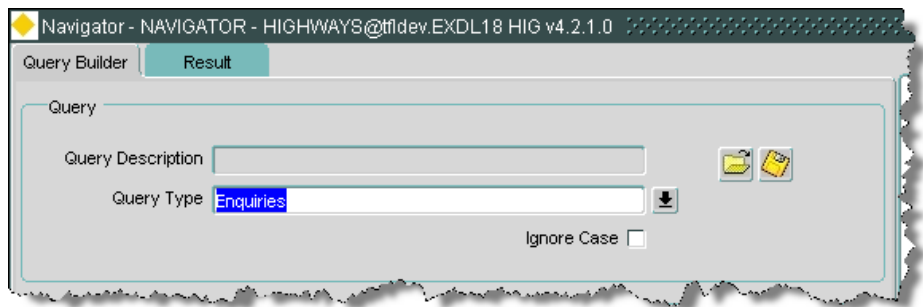 Navigator - NAVIGATOR - HIGHWAYS@tfldev.EXDL18 HIG v4.2.1.0
Query Builder Result
Query
Query Description
Query Type Enquiries
Ignore Case